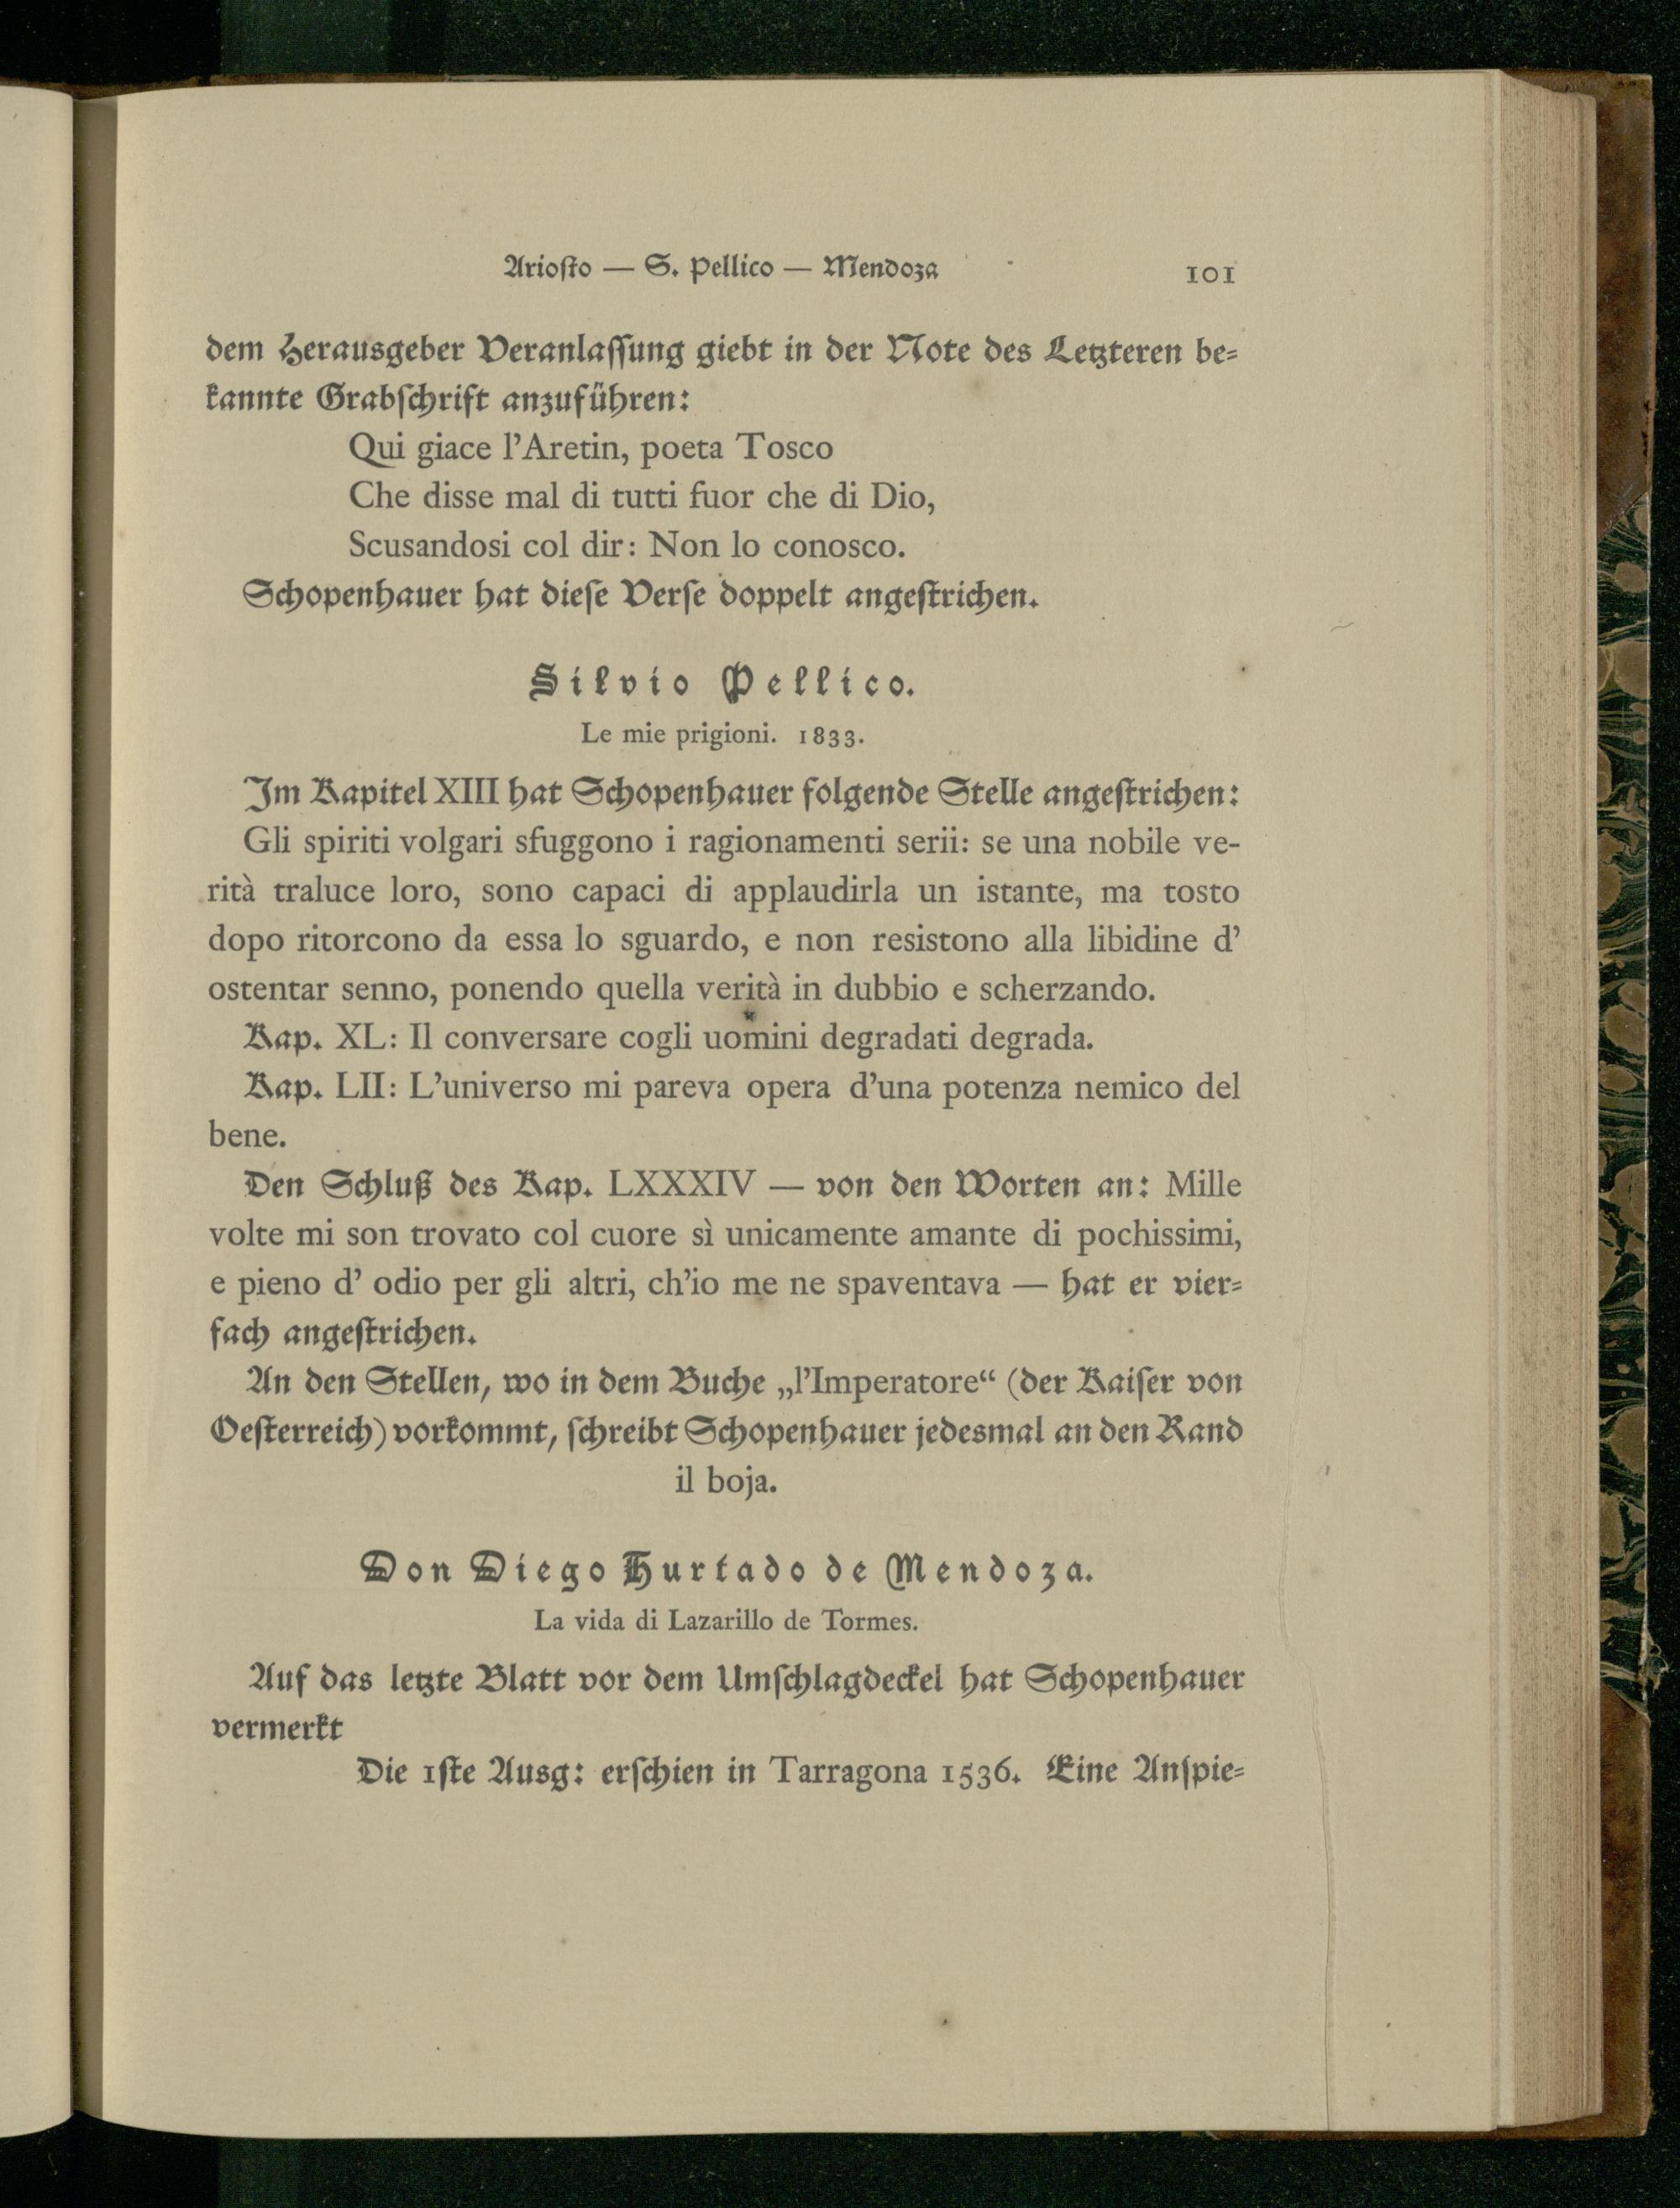 Ariosto — S. Pellico — Mendoza 101
dem Herausgeber Veranlassung giebt in der Note des Letzteren be-
kannte Grabschrift anzuführen:
Qui giace l'Aretin, poeta Tosco
Che disse mal di tutti fuor che di Dio,
Scusandosi col dir: Non lo conosco.
Schopenhauer hat diese Verse doppelt angestrichen.
Silvio Pellico.
Le mie prigioni. 1833.
Im Kapitel XIII hat Schopenhauer folgende Stelle angestrichen:
Gli spiriti volgari sfuggono i ragionamenti serii: se una nobile ve-
rità traluce loro, sono capaci di applaudirla un istante, ma tosto
dopo ritorcono da essa lo sguardo, e non resistono alla libidine d'
ostentar senno, ponendo quella verità in dubbio e scherzando.
Kap. XL: Il conversare cogli uomini degradati degrada.
Kap. LII: L'universo mi pareva opera d'una potenza nemico del
bene.
Den Schluß des Kap. LXXXIV — von den Worten an: Mille
volte mi son trovato col cuore sì unicamente amante di pochissimi,
e pieno d' odio per gli altri, ch'io me ne spaventava — hat er vier-
fach angestrichen.
An den Stellen, wo in dem Buche „l'Imperatore“ (der Kaiser von
Oesterreich) vorkommt, schreibt Schopenhauer jedesmal an den Rand
il boja.
Don Diego Hurtado de Mendoza.
La vida di Lazarillo de Tormes.
Auf das letzte Blatt vor dem Umschlagdeckel hat Schopenhauer
vermerkt
Die 1ste Ausg: erschien in Tarragona 1536. Eine Anspie-